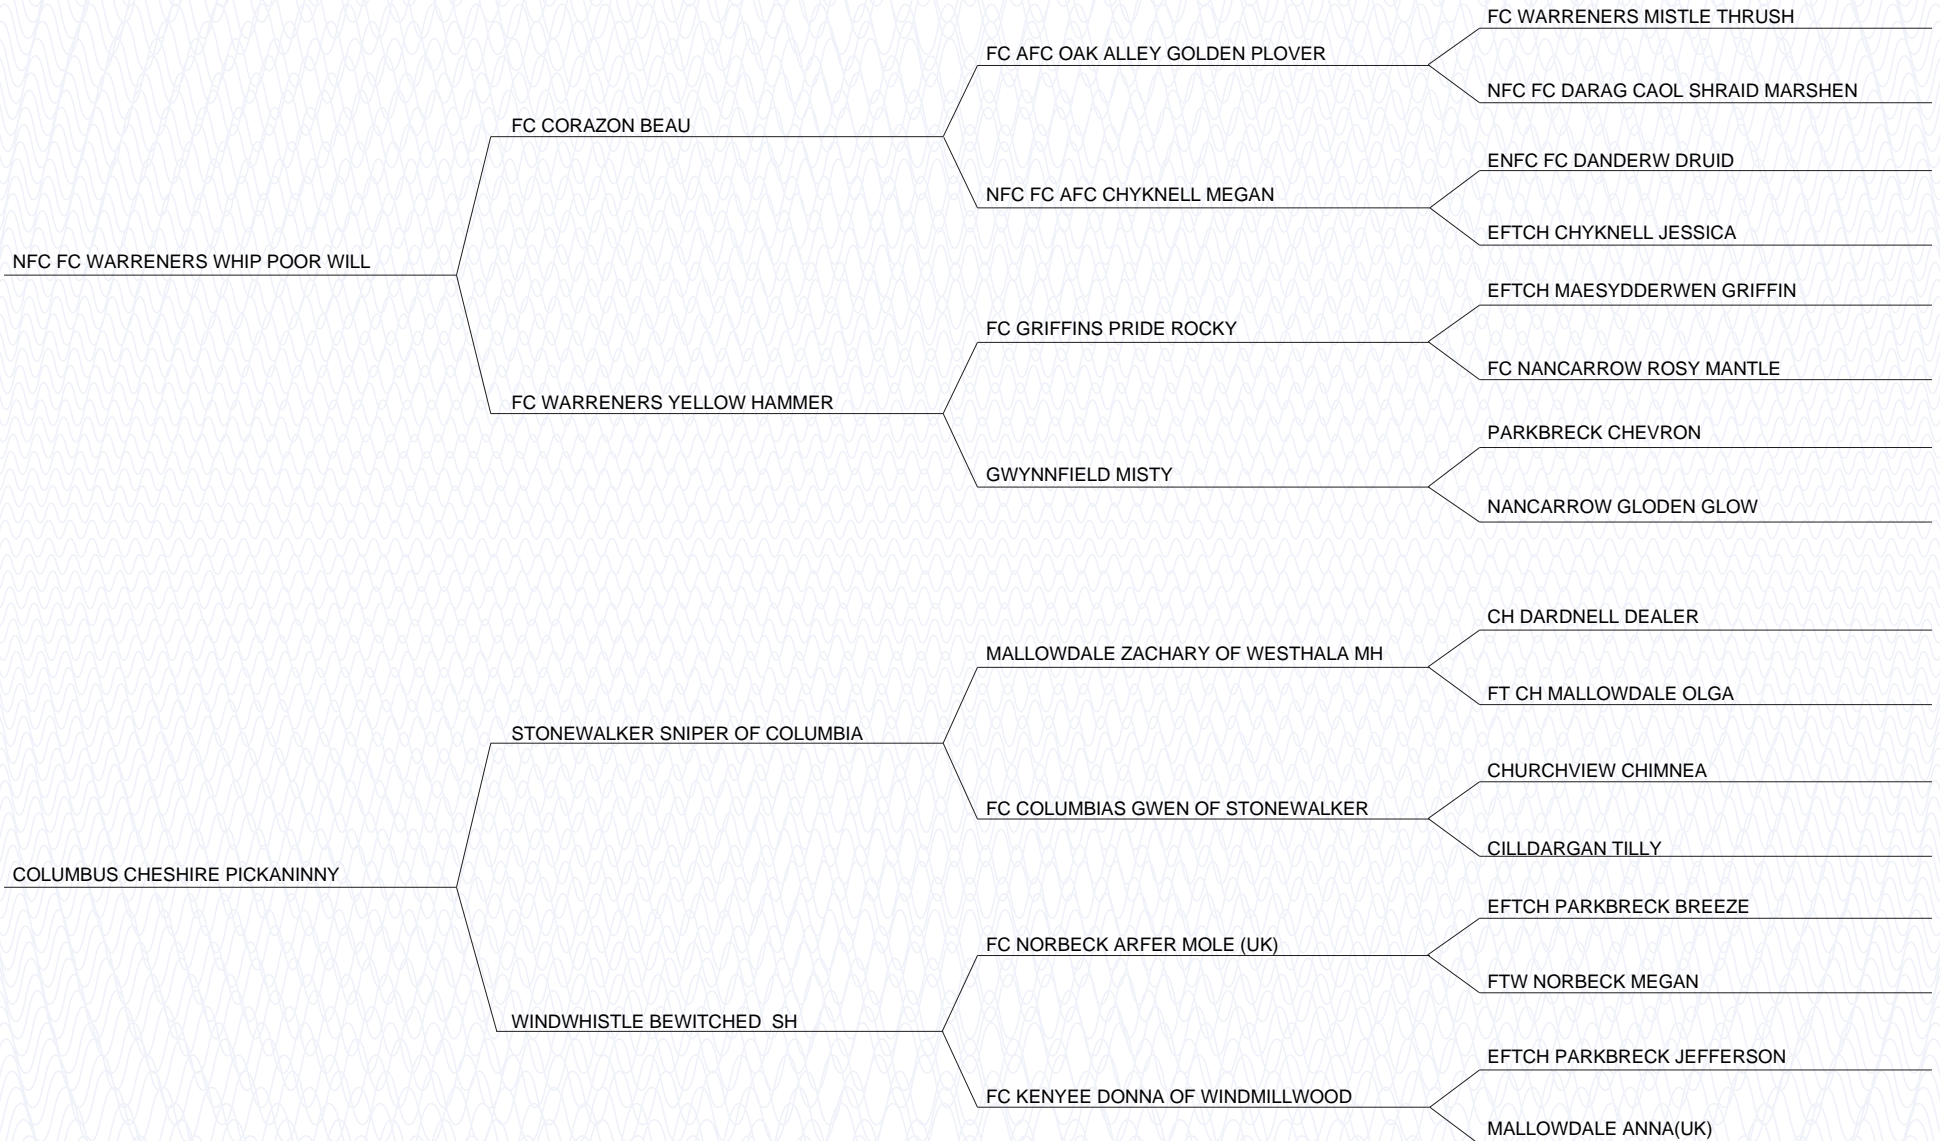 FC WARRENERS MISTLE THRUSH
FC AFC OAK ALLEY GOLDEN PLOVER
NFC FC DARAG CAOL SHRAID MARSHEN
FC CORAZON BEAU
ENFC FC DANDERW DRUID
NFC FC AFC CHYKNELL MEGAN
EFTCH CHYKNELL JESSICA
NFC FC WARRENERS WHIP POOR WILL
EFTCH MAESYDDERWEN GRIFFIN
FC GRIFFINS PRIDE ROCKY
FC NANCARROW ROSY MANTLE
FC WARRENERS YELLOW HAMMER
PARKBRECK CHEVRON
GWYNNFIELD MISTY
NANCARROW GLODEN GLOW
CH DARDNELL DEALER
MALLOWDALE ZACHARY OF WESTHALA MH
FT CH MALLOWDALE OLGA
STONEWALKER SNIPER OF COLUMBIA
CHURCHVIEW CHIMNEA
FC COLUMBIAS GWEN OF STONEWALKER
CILLDARGAN TILLY
COLUMBUS CHESHIRE PICKANINNY
EFTCH PARKBRECK BREEZE
FC NORBECK ARFER MOLE (UK)
FTW NORBECK MEGAN
WINDWHISTLE BEWITCHED  SH
EFTCH PARKBRECK JEFFERSON
FC KENYEE DONNA OF WINDMILLWOOD
MALLOWDALE ANNA(UK)